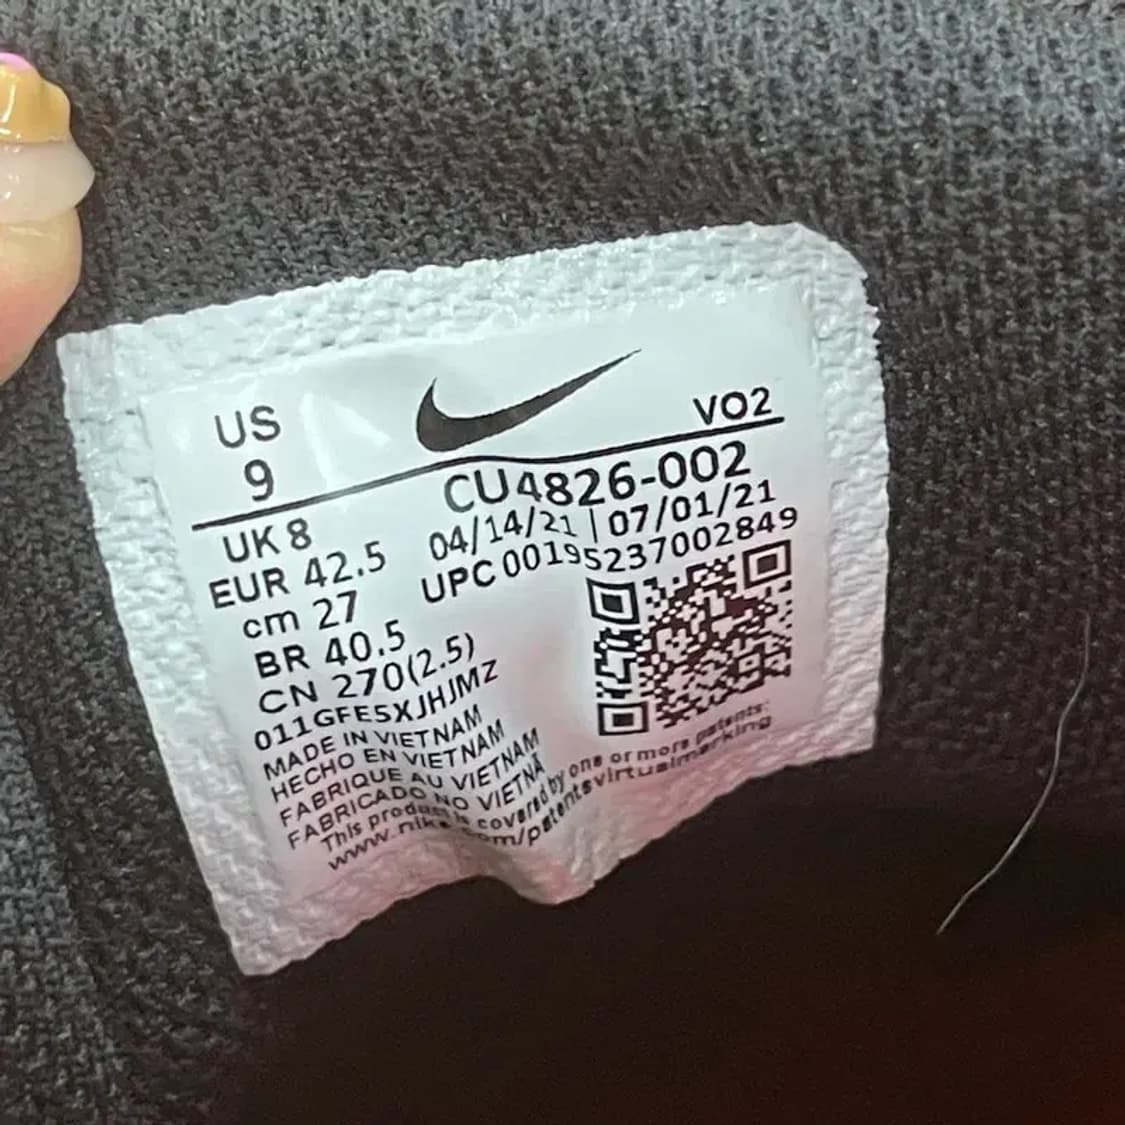 US
9
VO2
CU4826-002
04/14/21 | 07/01/21
UPC 00195237002849
UK 8
EUR 42.5
cm 27
BR 40.5
CN 270(2.5)
011GFE5XJHJMZ
MADE IN VIETNAM
HECHO EN VIETNAM
FABRIQUE AU VIETNAM
FABRICADO NO VIETNÃ
This product is covered by one or more patents:
www.nike.com/patentsvirtualmarking